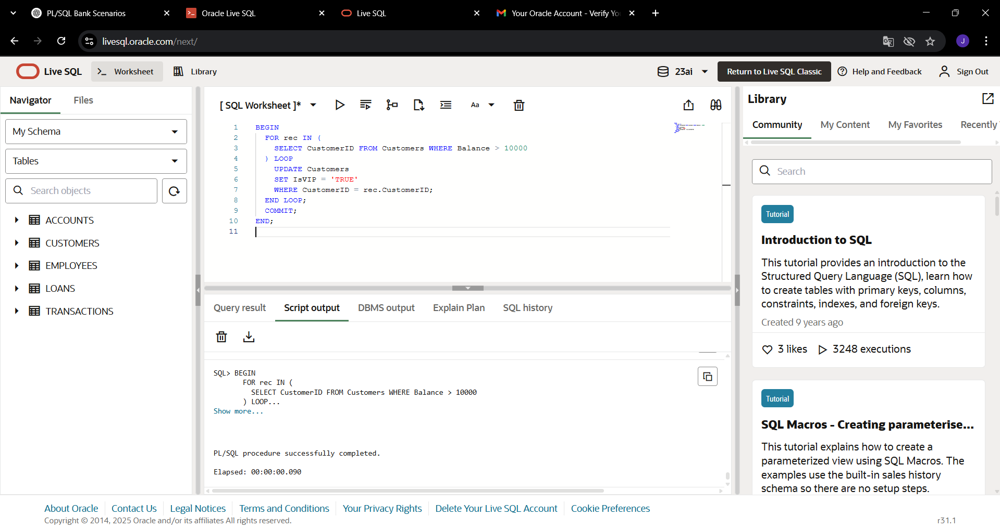 PL/SQL Bank Scenarios
Oracle Live SQL
Live SQL
Your Oracle Account - Verify Yo
livesql.oracle.com/next/
J
Live SQL
Worksheet
Library
23ai
Return to Live SQL Classic
Help and Feedback
Sign Out
Navigator
Files
My Schema
Tables
Search objects
ACCOUNTS
CUSTOMERS
EMPLOYEES
LOANS
TRANSACTIONS
[ SQL Worksheet ]*
Aa
1 BEGIN
2 FOR rec IN (
3 SELECT CustomerID FROM Customers WHERE Balance > 10000
4 ) LOOP
5 UPDATE Customers
6 SET IsVIP = 'TRUE'
7 WHERE CustomerID = rec.CustomerID;
8 END LOOP;
9 COMMIT;
10 END;
11
Query result
Script output
DBMS output
Explain Plan
SQL history
SQL> BEGIN
FOR rec IN (
SELECT CustomerID FROM Customers WHERE Balance > 10000
) LOOP...
Show more...
PL/SQL procedure successfully completed.
Elapsed: 00:00:00.090
Library
Community
My Content
My Favorites
Recently
Search
Tutorial
Introduction to SQL
This tutorial provides an introduction to the
Structured Query Language (SQL), learn how
to create tables with primary keys, columns,
constraints, indexes, and foreign keys.
Created 9 years ago
3 likes
3248 executions
Tutorial
SQL Macros - Creating parameterise...
This tutorial explains how to create a
parameterized view using SQL Macros. The
examples use the built-in sales history
schema so there are no setup steps.
About Oracle
Contact Us
Legal Notices
Terms and Conditions
Your Privacy Rights
Delete Your Live SQL Account
Cookie Preferences
Copyright © 2014, 2025 Oracle and/or its affiliates All rights reserved.
r31.1